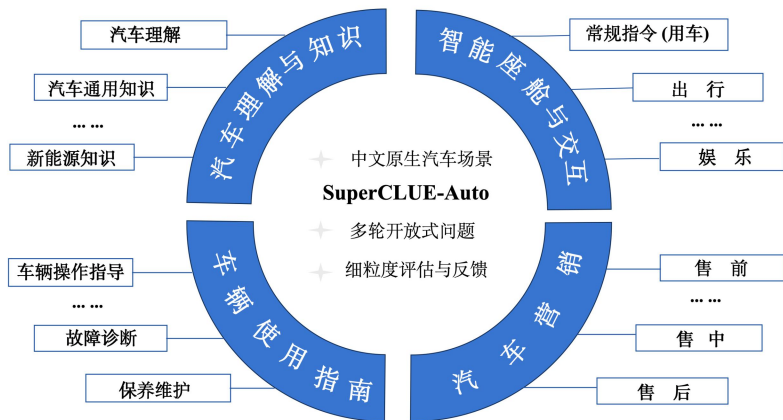 汽车理解
汽车通用知识
... ...
新能源知识
汽车理解与知识
智能座舱与交互
常规指令 (用车)
出 行
... ...
娱 乐
中文原生汽车场景
SuperCLUE-Auto
多轮开放式问题
细粒度评估与反馈
车辆操作指导
... ...
故障诊断
保养维护
车辆使用指南
汽车营销
售 前
... ...
售 中
售 后